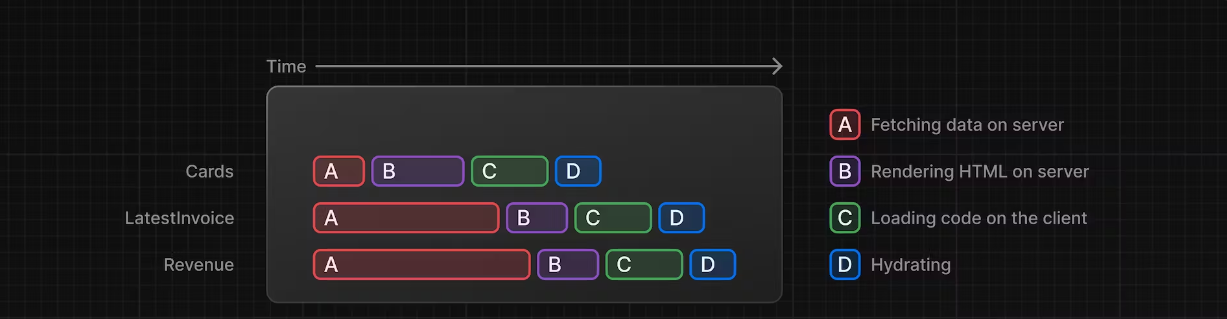 Time
A Fetching data on server
Cards A B C D B Rendering HTML on server
LatestInvoice A B C D C Loading code on the client
Revenue A B C D D Hydrating